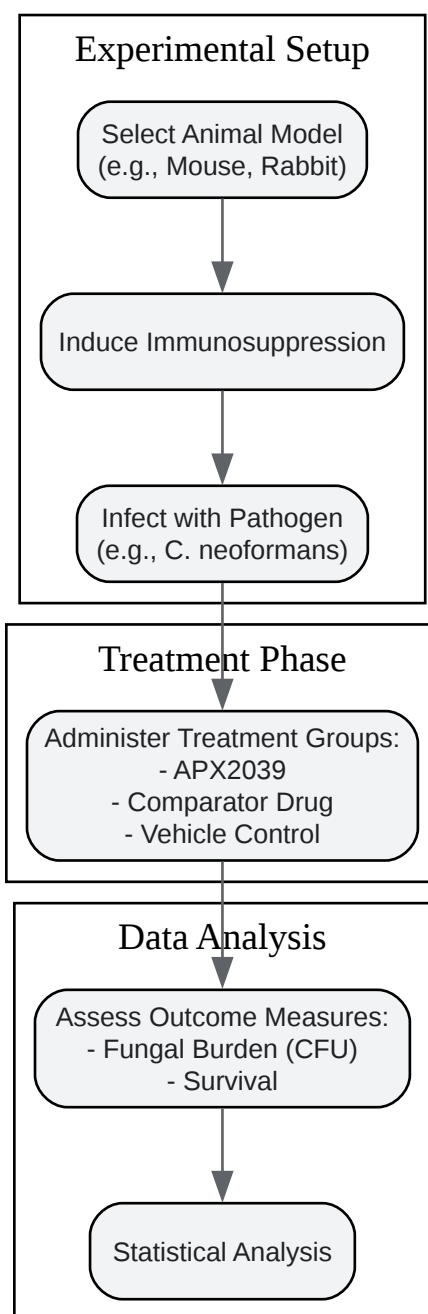 Experimental Setup
Select Animal Model
(e.g., Mouse, Rabbit)
Induce Immunosuppression
Infect with Pathogen
(e.g., C. neoformans)
Treatment Phase
Administer Treatment Groups:
- APX2039
- Comparator Drug
- Vehicle Control
Data Analysis
Assess Outcome Measures:
- Fungal Burden (CFU)
- Survival
Statistical Analysis